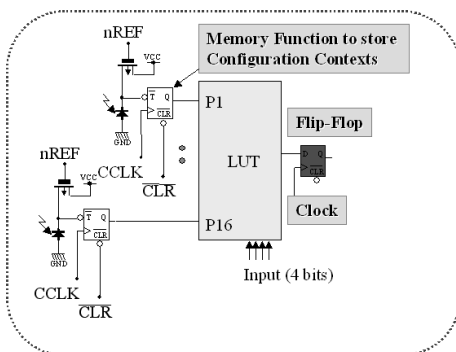 nREF
VCC
Memory Function to store
Configuration Contexts
T Q
CLR
GND
P1
CCLK
CLR
Flip-Flop
LUT
D Q
CLR
Clock
nREF
VCC
T Q
CLR
GND
P16
CCLK
CLR
Input (4 bits)